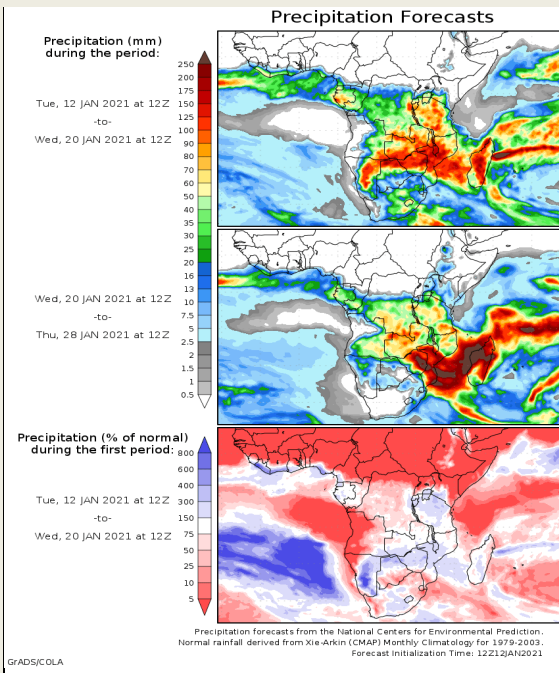 Precipitation Forecasts
Precipitation (mm)
during the period:
250
200
175
150
125
100
90
80
70
60
50
40
35
30
25
20
16
13
10
7.5
5
2.5
2
1.5
1
0.5
Tue, 12 JAN 2021 at 12Z
-to-
Wed, 20 JAN 2021 at 12Z
Wed, 20 JAN 2021 at 12Z
-to-
Thu, 28 JAN 2021 at 12Z
Precipitation (% of normal)
during the first period:
800
600
400
300
150
75
50
25
10
5
Tue, 12 JAN 2021 at 12Z
-to-
Wed, 20 JAN 2021 at 12Z
Precipitation forecasts from the National Centers for Environmental Prediction.
Normal rainfall derived from Xie-Arkin (CMAP) Monthly Climatology for 1979-2003.
Forecast Initialization Time: 12Z12JAN2021
GrADS/COLA